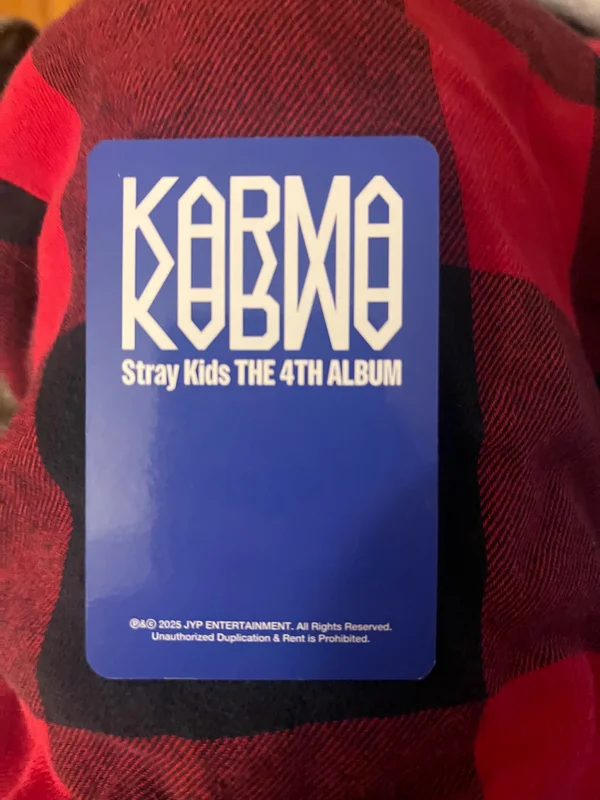 KARMA
Stray Kids THE 4TH ALBUM
℗&© 2025 JYP ENTERTAINMENT. All Rights Reserved.
Unauthorized Duplication & Rent is Prohibited.